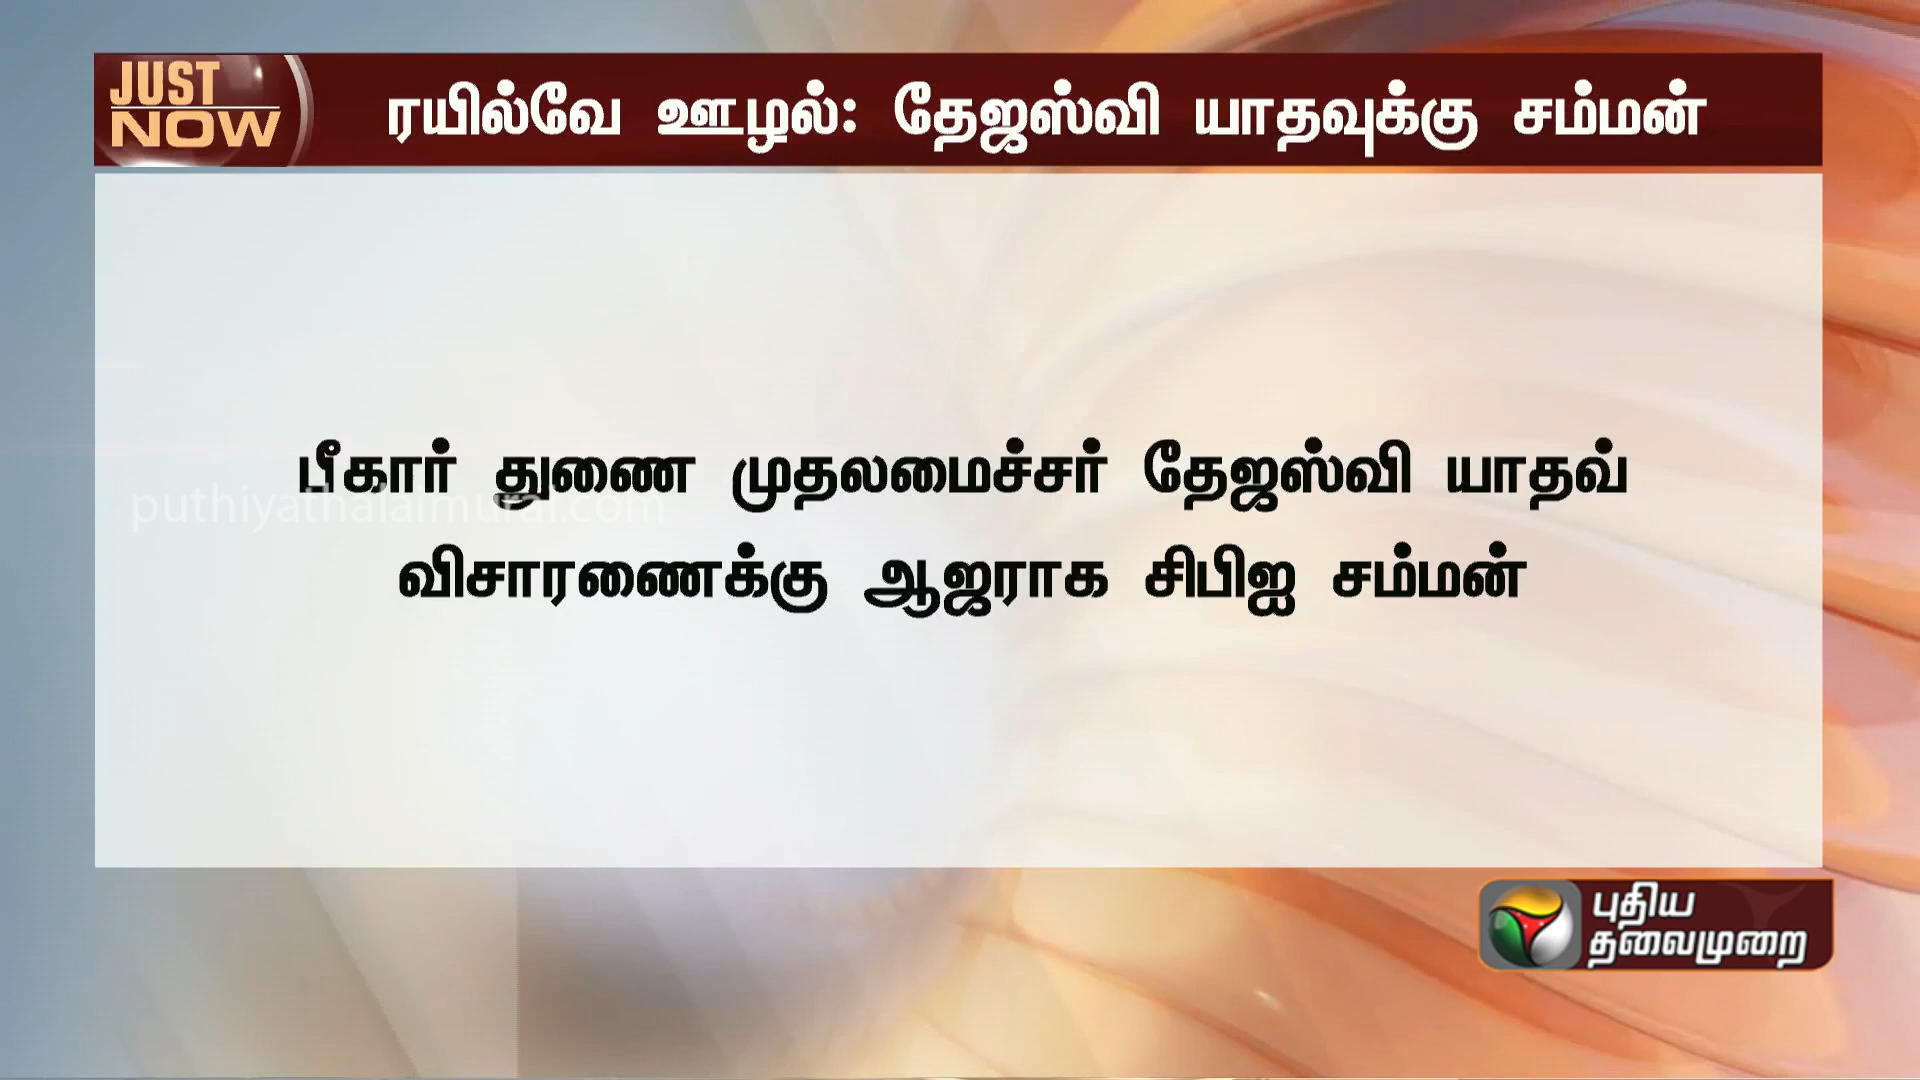 JUST
NOW
ரயில்வே ஊழல்: தேஜஸ்வி யாதவுக்கு சம்மன்
பீகார் துணை முதலமைச்சர் தேஜஸ்வி யாதவ்
puthiyathalaimurai.com
விசாரணைக்கு ஆஜராக சிபிஐ சம்மன்
புதிய
தலைமுறை